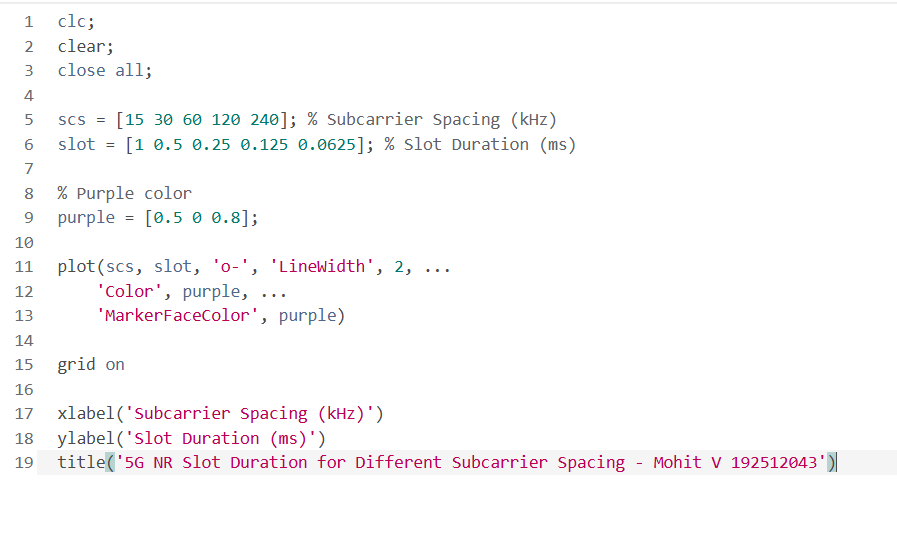 1 clc;
2 clear;
3 close all;
4
5 scs = [15 30 60 120 240]; % Subcarrier Spacing (kHz)
6 slot = [1 0.5 0.25 0.125 0.0625]; % Slot Duration (ms)
7
8 % Purple color
9 purple = [0.5 0 0.8];
10
11 plot(scs, slot, 'o-', 'LineWidth', 2, ...
12     'Color', purple, ...
13     'MarkerFaceColor', purple)
14
15 grid on
16
17 xlabel('Subcarrier Spacing (kHz)')
18 ylabel('Slot Duration (ms)')
19 title('5G NR Slot Duration for Different Subcarrier Spacing - Mohit V 192512043')